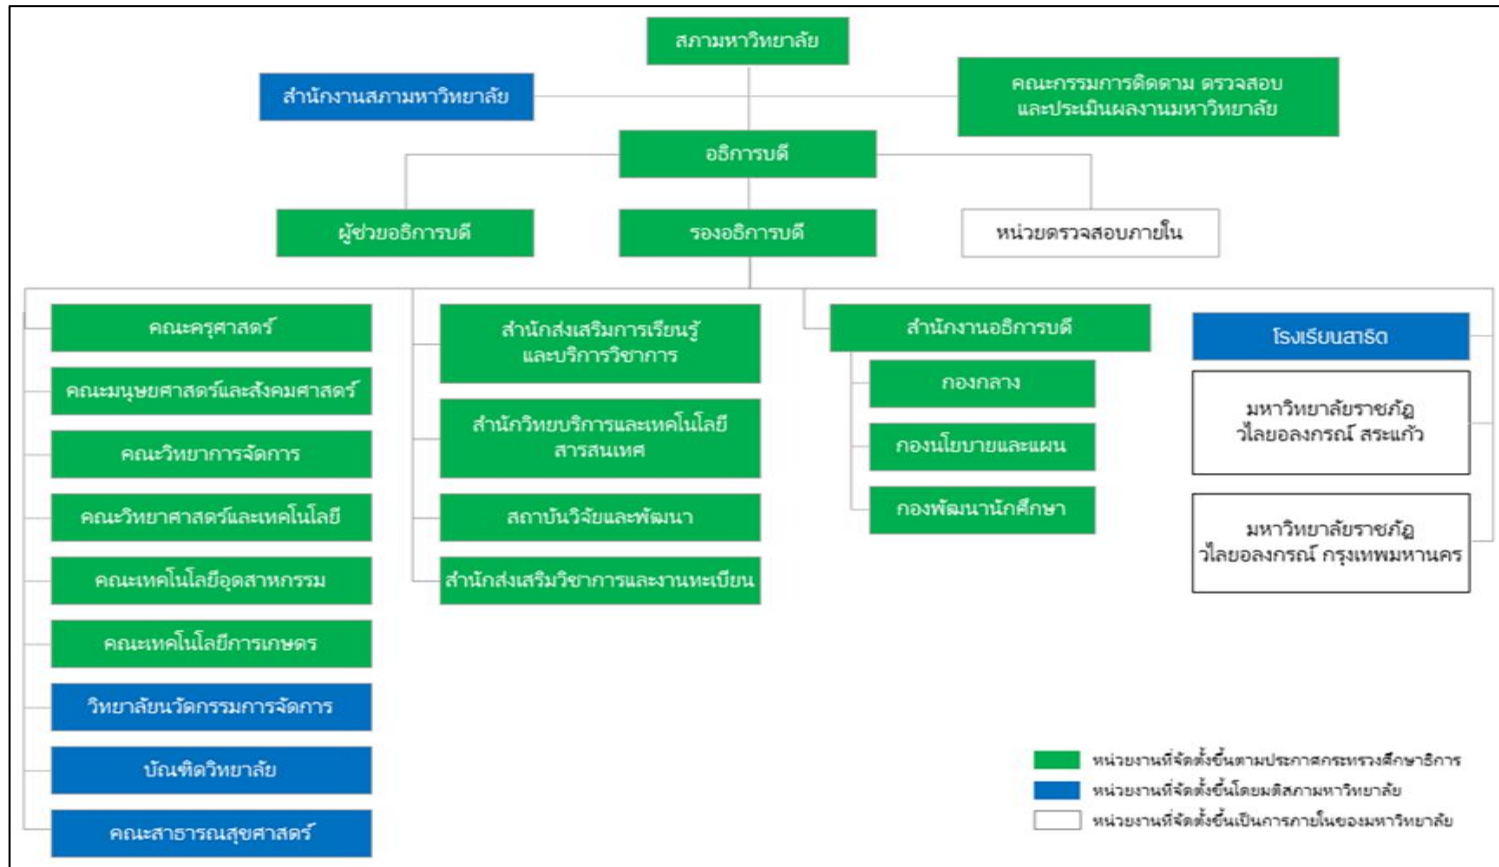 สภามหาวิทยาลัย
สำนักงานสภามหาวิทยาลัย
คณะกรรมการติดตาม ตรวจสอบ
และประเมินผลงานมหาวิทยาลัย
อธิการบดี
ผู้ช่วยอธิการบดี
รองอธิการบดี
หน่วยตรวจสอบภายใน
คณะครุศาสตร์
คณะมนุษยศาสตร์และสังคมศาสตร์
คณะวิทยาการจัดการ
คณะวิทยาศาสตร์และเทคโนโลยี
คณะเทคโนโลยีอุตสาหกรรม
คณะเทคโนโลยีการเกษตร
วิทยาลัยนวัตกรรมการจัดการ
บัณฑิตวิทยาลัย
คณะสาธารณสุขศาสตร์
สำนักส่งเสริมการเรียนรู้
และบริการวิชาการ
สำนักวิทยบริการและเทคโนโลยี
สารสนเทศ
สถาบันวิจัยและพัฒนา
สำนักส่งเสริมวิชาการและงานทะเบียน
สำนักงานอธิการบดี
กองกลาง
กองนโยบายและแผน
กองพัฒนานักศึกษา
โรงเรียนสาธิต
มหาวิทยาลัยราชภัฏ
วไลยอลงกรณ์ สระแก้ว
มหาวิทยาลัยราชภัฏ
วไลยอลงกรณ์ กรุงเทพมหานคร
หน่วยงานที่จัดตั้งขึ้นตามประกาศกระทรวงศึกษาธิการ
หน่วยงานที่จัดตั้งขึ้นโดยมติสภามหาวิทยาลัย
หน่วยงานที่จัดตั้งขึ้นเป็นการภายในของมหาวิทยาลัย